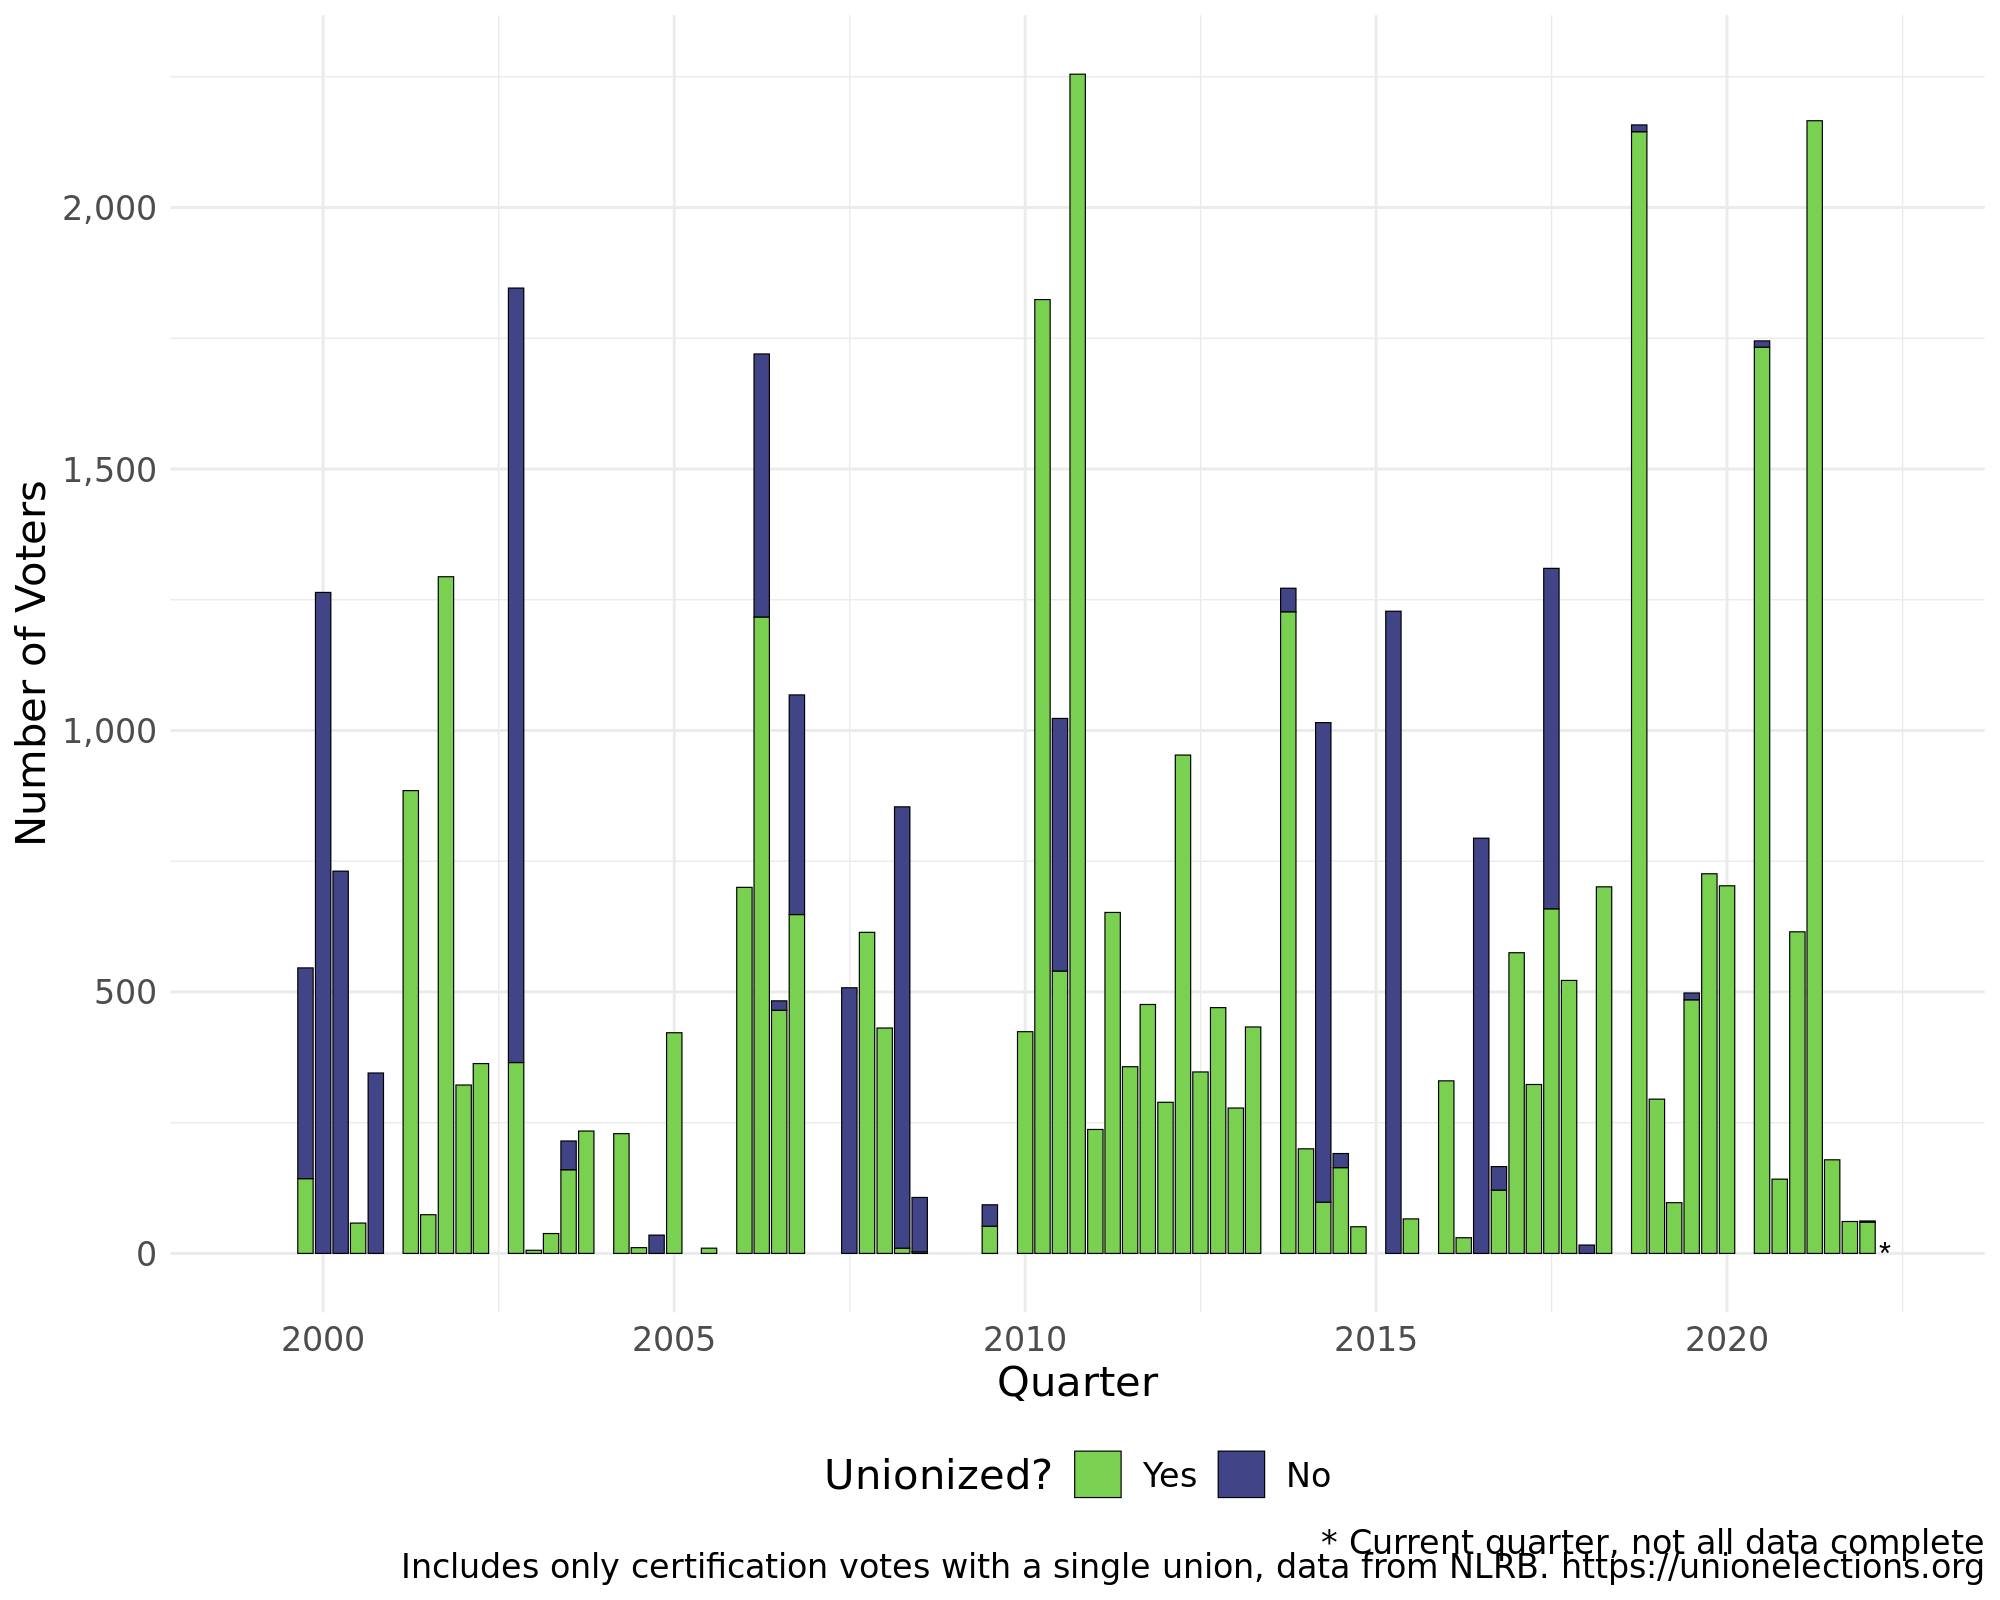 2,000
1,500
1,000
500
0
Number of Voters
*
2000 2005 2010 2015 2020
Quarter
Unionized? Yes No
* Current quarter, not all data complete
Includes only certification votes with a single union, data from NLRB. https://unionelections.org